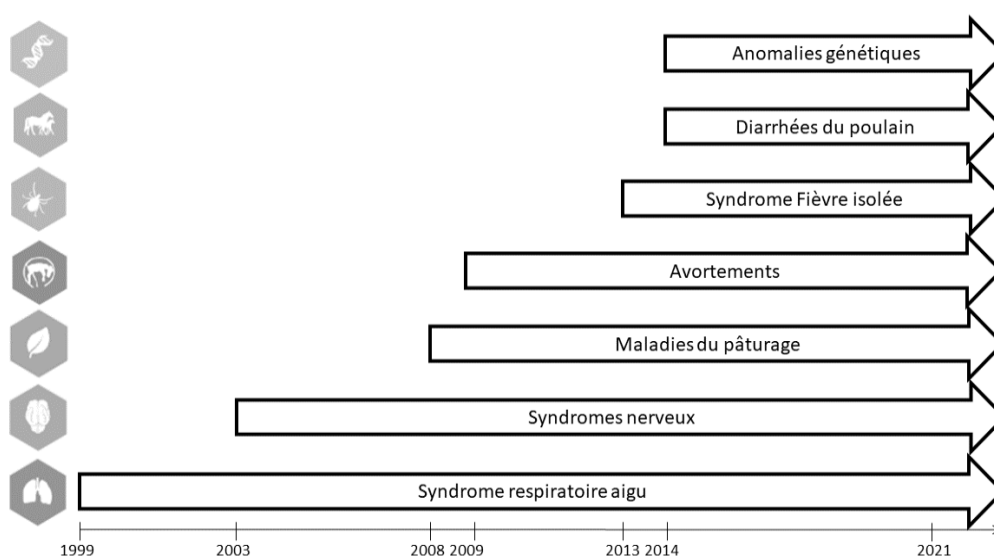 Anomalies génétiques
Diarrhées du poulain
Syndrome Fièvre isolée
Avortements
Maladies du pâturage
Syndromes nerveux
Syndrome respiratoire aigu
1999 2003 2008 2009 2013 2014 2021